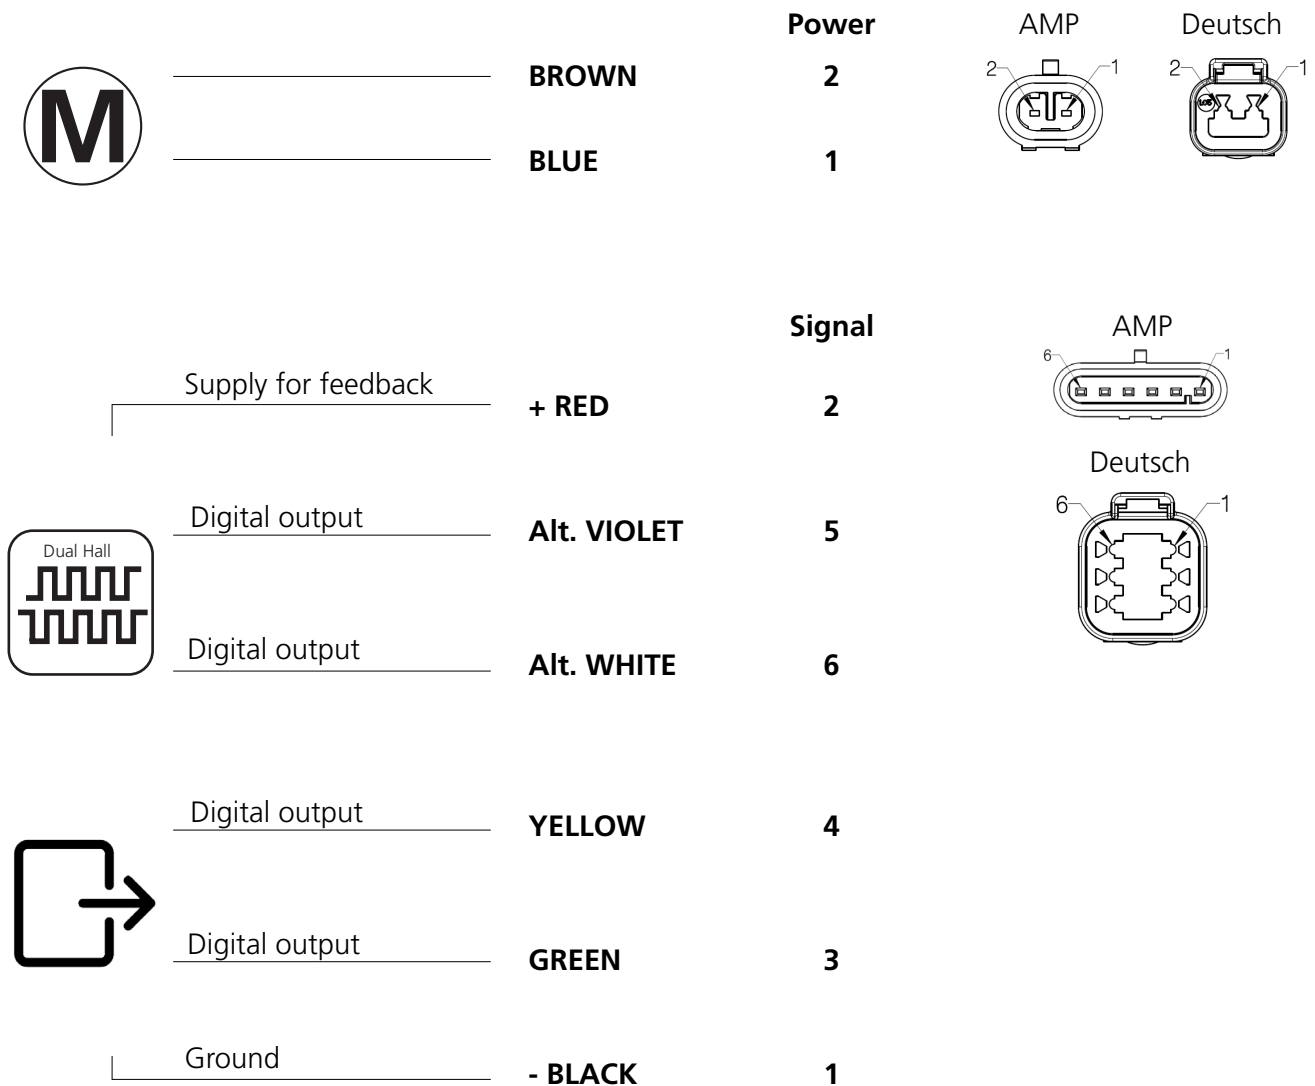 Power AMP Deutsch
M BROWN 2 2 1 2 1
BLUE 1
Signal AMP
Supply for feedback + RED 2 6 1
Deutsch
Digital output Alt. VIOLET 5 6 1
Dual Hall
Digital output Alt. WHITE 6
Digital output YELLOW 4
Digital output GREEN 3
Ground - BLACK 1